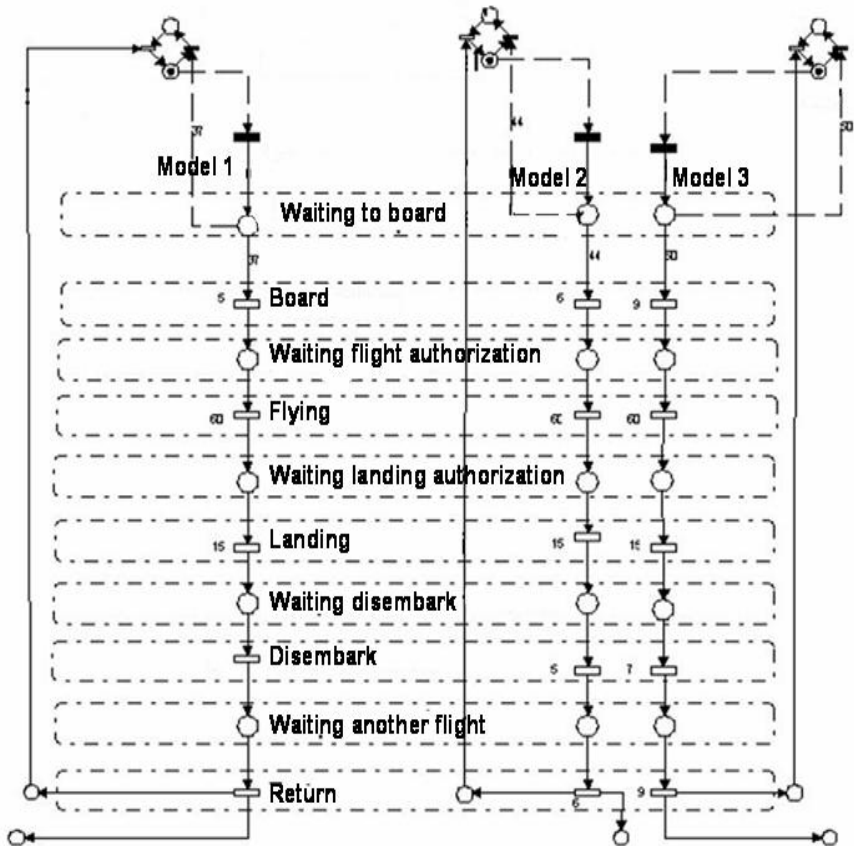 37 44 50
Model 1 Model 2 Model 3
Waiting to board
37 44 50
5 Board 6 9
Waiting flight authorization
60 Flying 60 60
Waiting landing authorization
15 Landing 15 15
Waiting disembark
Disembark 5 7
Waiting another flight
Return 6 9